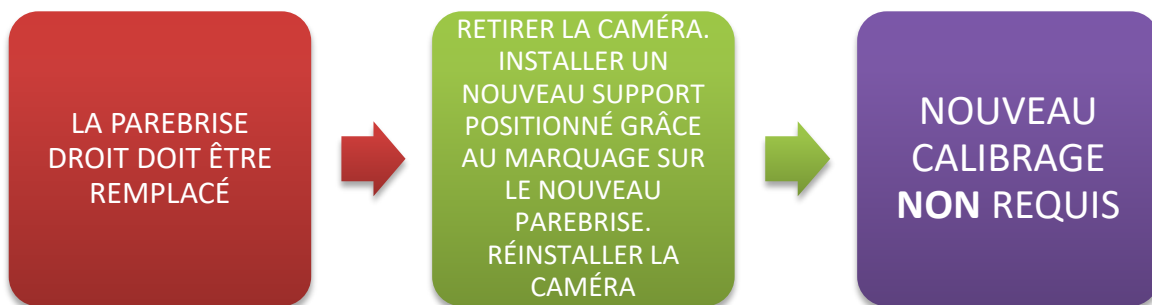 LA PAREBRISE
DROIT DOIT ÊTRE
REMPLACÉ
RETIRER LA CAMÉRA.
INSTALLER UN
NOUVEAU SUPPORT
POSITIONNÉ GRÂCE
AU MARQUAGE SUR
LE NOUVEAU
PAREBRISE.
RÉINSTALLER LA
CAMÉRA
NOUVEAU
CALIBRAGE
NON REQUIS